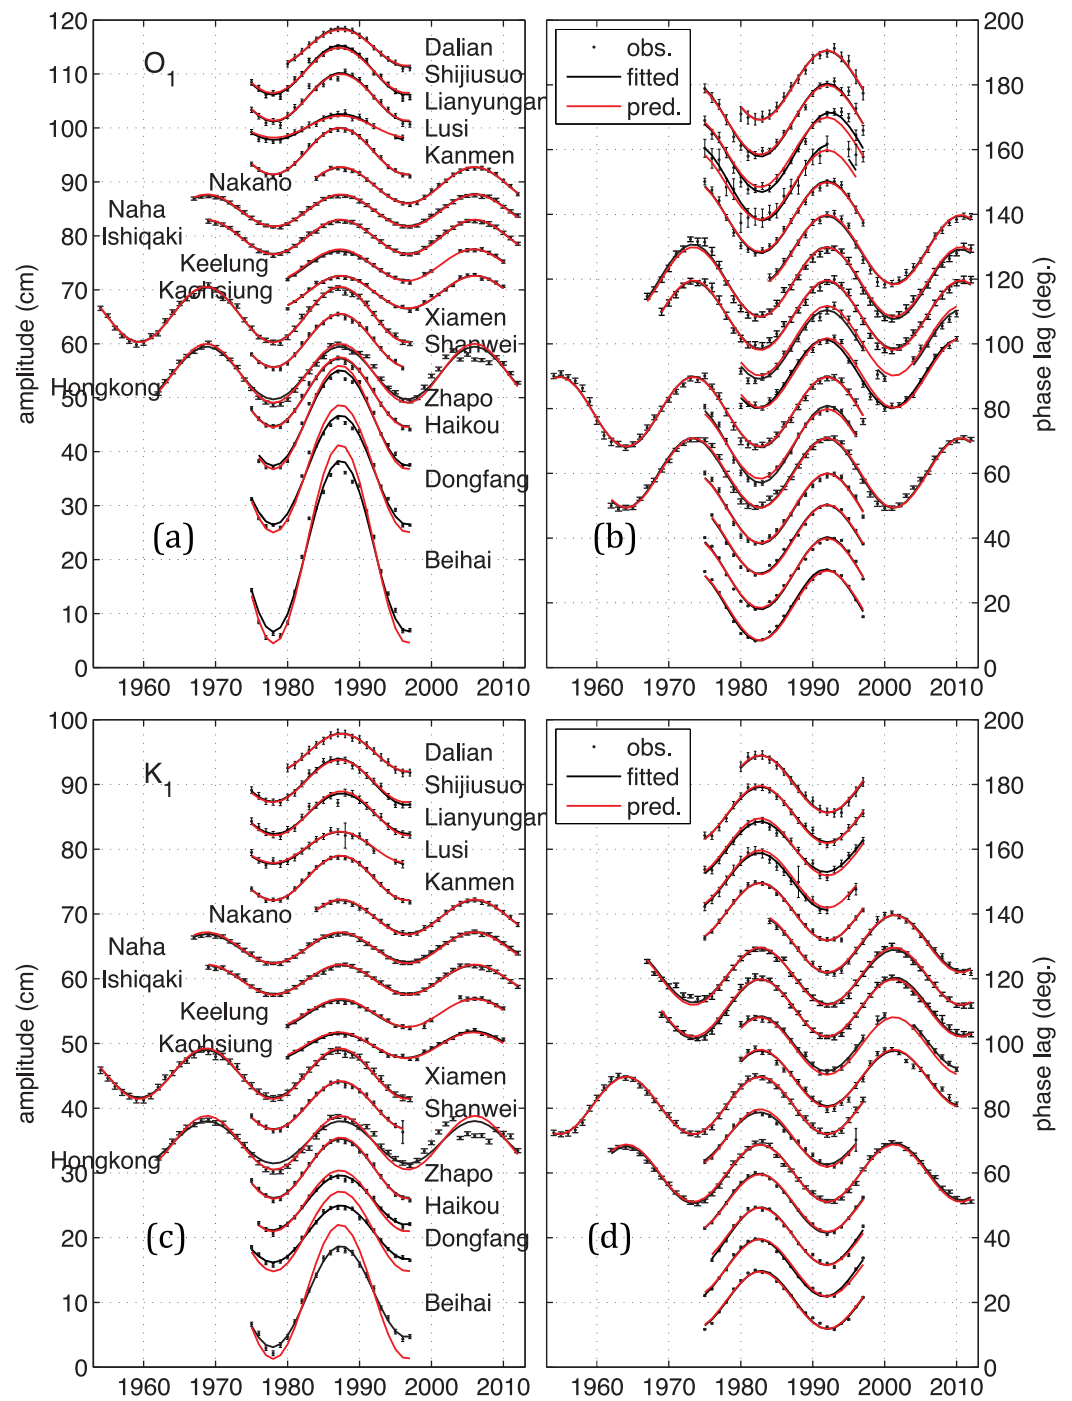 120
110
100
90
80
70
60
50
40
30
20
10
0
amplitude (cm)
O1
Dalian
Shijiusuo
Lianyungan
Lusi
Kanmen
Nakano
Naha
Ishiqaki
Keelung
Kaohsiung
Xiamen
Shanwei
Hongkong
Zhapo
Haikou
Dongfang
Beihai
(a)
1960 1970 1980 1990 2000 2010
obs.
fitted
pred.
(b)
200
180
160
140
120
100
80
60
40
20
0
phase lag (deg.)
1960 1970 1980 1990 2000 2010
100
90
80
70
60
50
40
30
20
10
0
amplitude (cm)
K1
Dalian
Shijiusuo
Lianyungan
Lusi
Kanmen
Nakano
Naha
Ishiqaki
Keelung
Kaohsiung
Xiamen
Shanwei
Hongkong
Zhapo
Haikou
Dongfang
Beihai
(c)
1960 1970 1980 1990 2000 2010
obs.
fitted
pred.
(d)
200
180
160
140
120
100
80
60
40
20
0
phase lag (deg.)
1960 1970 1980 1990 2000 2010